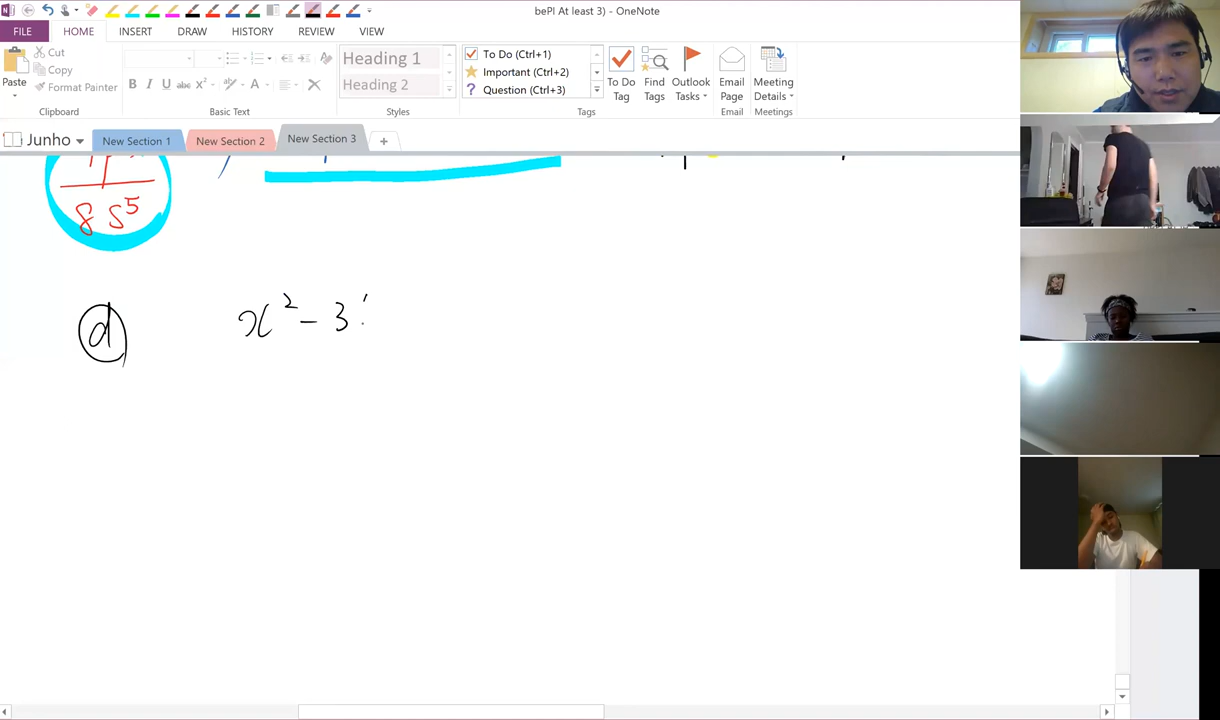 bePI At least 3) - OneNote
FILE HOME INSERT DRAW HISTORY REVIEW VIEW
Paste
Cut
Copy
Format Painter
Clipboard
B I U abc X² A
Basic Text
Heading 1
Heading 2
Styles
To Do (Ctrl+1)
Important (Ctrl+2)
Question (Ctrl+3)
To Do Tag
Find Tags
Tags
Outlook Tasks
Email Page
Email
Meeting Details
Meetings
Junho New Section 1 New Section 2 New Section 3 +
8 S⁵
d x² - 3